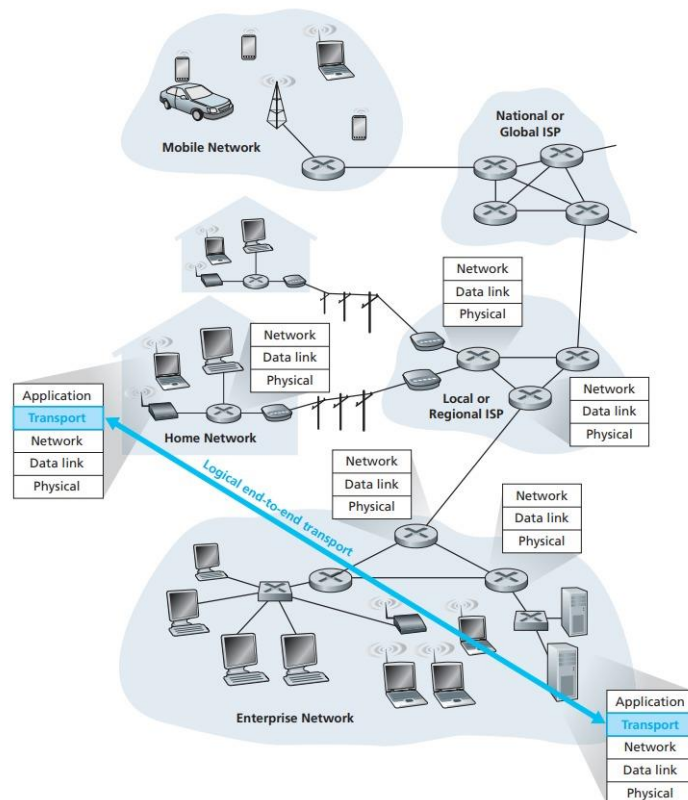 Mobile Network
National or
Global ISP
Network
Data link
Physical
Network
Data link
Physical
Network
Data link
Physical
Local or
Regional ISP
Home Network
Application
Transport
Network
Data link
Physical
Network
Data link
Physical
Network
Data link
Physical
Logical end-to-end transport
Enterprise Network
Application
Transport
Network
Data link
Physical